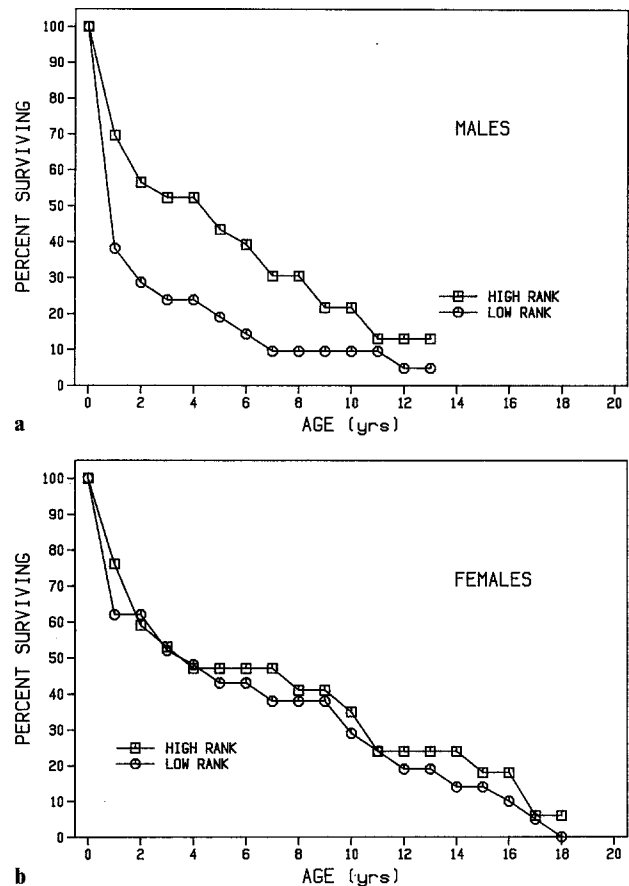 100
90
80
70
60
50
40
30
20
10
0
PERCENT SURVIVING
MALES
HIGH RANK
LOW RANK
0 2 4 6 8 10 12 14 16 18 20
AGE (yrs)
a
100
90
80
70
60
50
40
30
20
10
0
PERCENT SURVIVING
FEMALES
HIGH RANK
LOW RANK
0 2 4 6 8 10 12 14 16 18 20
AGE (yrs)
b